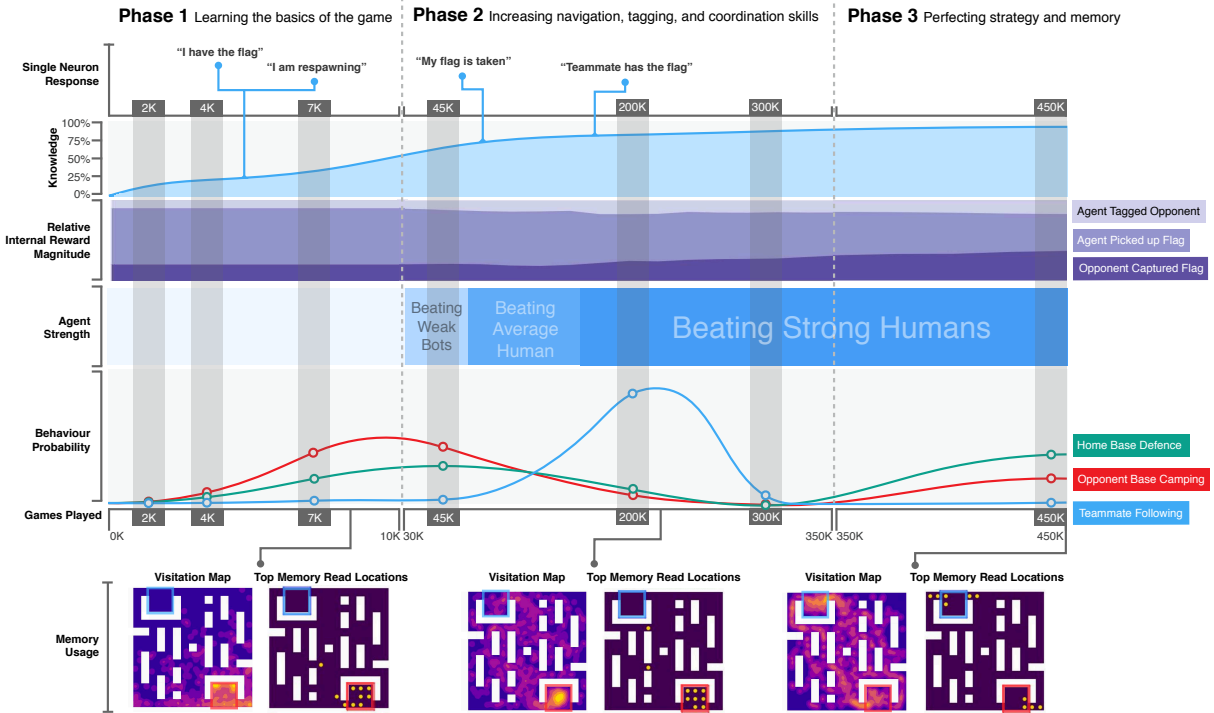 Phase 1 Learning the basics of the game
Phase 2 Increasing navigation, tagging, and coordination skills
Phase 3 Perfecting strategy and memory
Single Neuron
Response
“I have the flag”
“I am respawning”
“My flag is taken”
“Teammate has the flag”
2K
4K
7K
45K
200K
300K
450K
Knowledge
100%
75%
50%
25%
0%
Relative
Internal Reward
Magnitude
Agent Tagged Opponent
Agent Picked up Flag
Opponent Captured Flag
Agent
Strength
Beating
Weak
Bots
Beating
Average
Human
Beating Strong Humans
Behaviour
Probability
Home Base Defence
Opponent Base Camping
Teammate Following
Games Played
2K
4K
7K
45K
200K
300K
450K
0K
10K
30K
350K
350K
450K
Memory
Usage
Visitation Map
Top Memory Read Locations
Visitation Map
Top Memory Read Locations
Visitation Map
Top Memory Read Locations